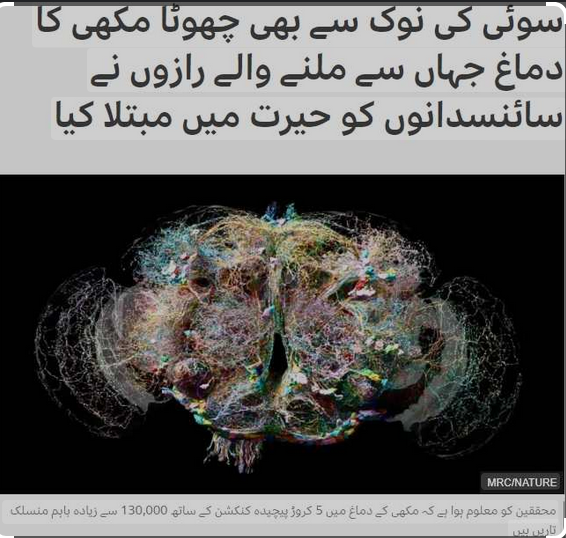 سوئی کی نوک سے بھی چھوٹا مکھی کا
دماغ جہاں سے ملنے والے رازوں نے
سائنسدانوں کو حیرت میں مبتلا کیا
MRC/NATURE
محققین کو معلوم ہوا ہے کہ مکھی کے دماغ میں 5 کروڑ پیچیدہ کنکشن کے ساتھ 130,000 سے زیادہ باہم منسلک
تاریں ہیں